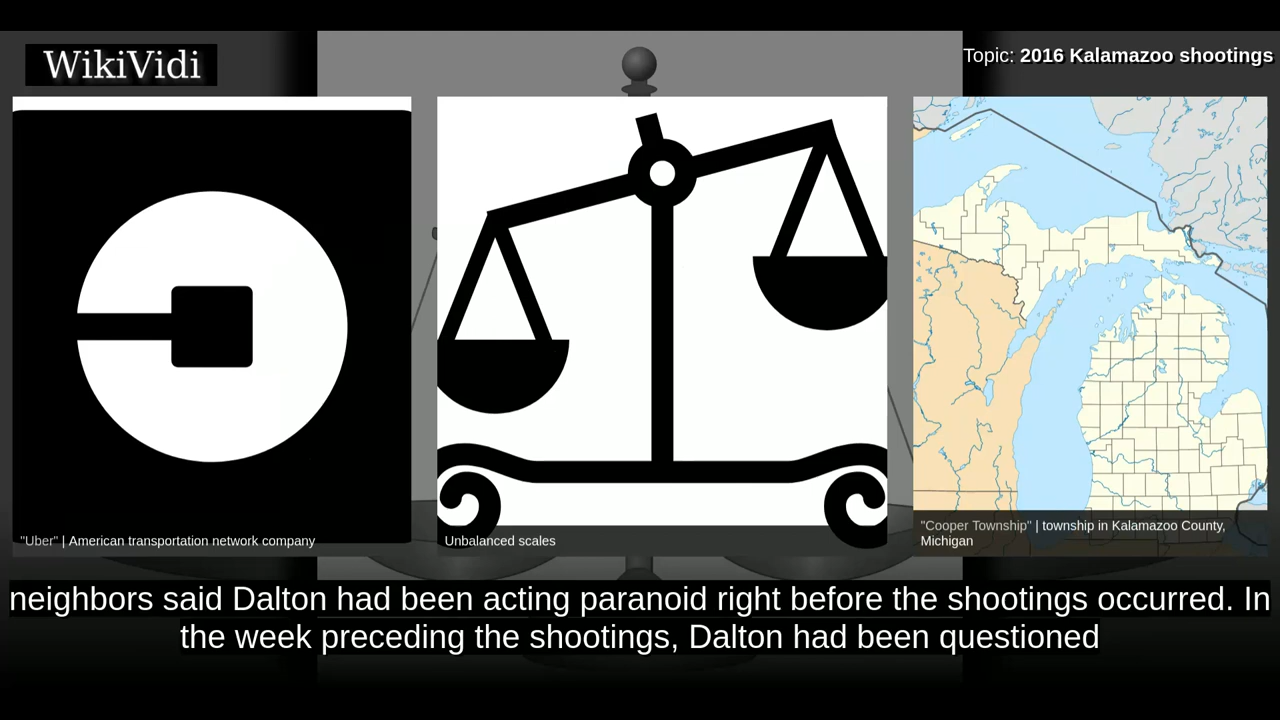 WikiVidi
Topic: 2016 Kalamazoo shootings
"Uber" | American transportation network company
Unbalanced scales
"Cooper Township" | township in Kalamazoo County,
Michigan
neighbors said Dalton had been acting paranoid right before the shootings occurred. In
the week preceding the shootings, Dalton had been questioned